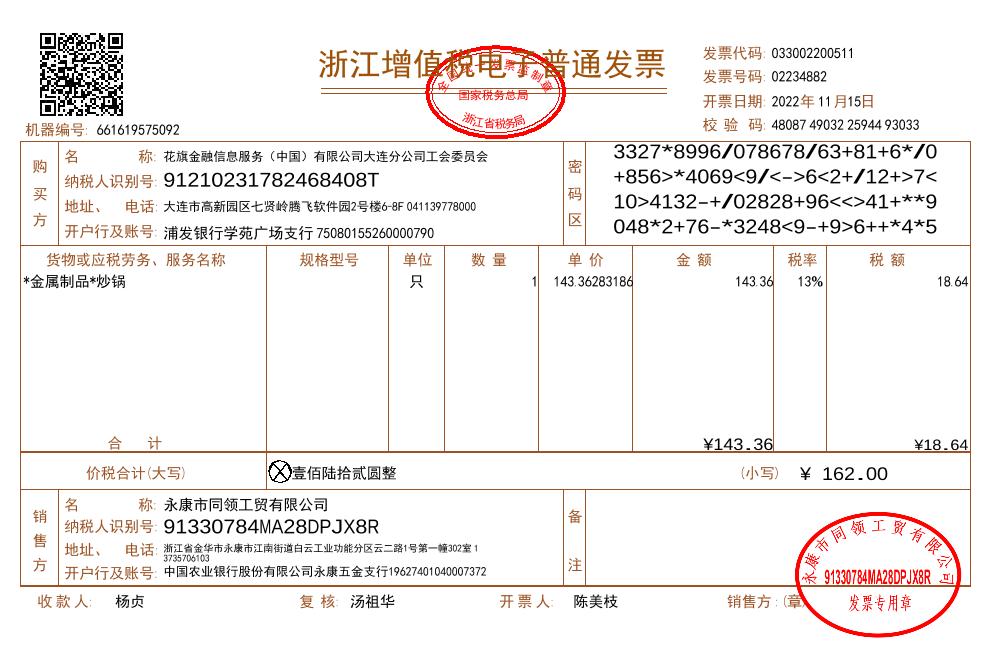 浙江增值税电子普通发票
全国统一发票监制章
国家税务总局
浙江省税务局
发票代码: 033002200511
发票号码: 02234882
开票日期: 2022年 11 月15日
校 验 码: 48087 49032 25944 93033
机器编号: 661619575092
购买方
名 称: 花旗金融信息服务（中国）有限公司大连分公司工会委员会
纳税人识别号: 91210231782468408T
地址、 电话: 大连市高新园区七贤岭腾飞软件园2号楼6-8F 041139778000
开户行及账号: 浦发银行学苑广场支行 75080155260000790
密码区
3327*8996/078678/63+81+6*/0
+856>*4069<9/<->6<2+/12+>7<
10>4132-+/02828+96<<>41+**9
048*2+76-*3248<9-+9>6++*4*5
货物或应税劳务、服务名称 规格型号 单位 数 量 单 价 金 额 税率 税 额
*金属制品*炒锅 只 1 143.36283186 143.36 13% 18.64
合 计 ¥143.36 ¥18.64
价税合计(大写) 壹佰陆拾贰圆整 (小写) ¥ 162.00
销售方
名 称: 永康市同领工贸有限公司
纳税人识别号: 91330784MA28DPJX8R
地址、 电话: 浙江省金华市永康市江南街道白云工业功能分区云二路1号第一幢302室 1
3735706103
开户行及账号: 中国农业银行股份有限公司永康五金支行19627401040007372
备注
永康市同领工贸有限公司
91330784MA28DPJX8R
发票专用章
收 款 人: 杨贞 复 核: 汤祖华 开 票 人: 陈美枝 销售方: (章)